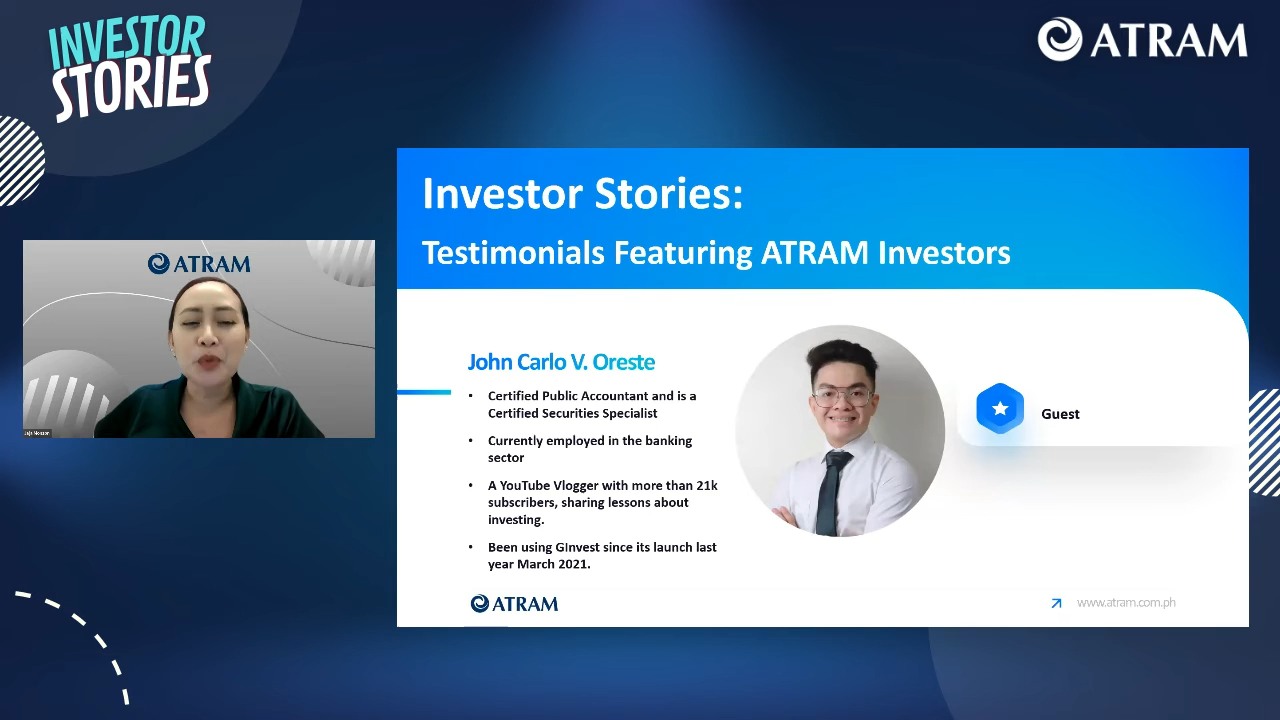 INVESTOR
STORIES
ATRAM
Investor Stories:
Testimonials Featuring ATRAM Investors
ATRAM
John Carlo V. Oreste
• Certified Public Accountant and is a
Certified Securities Specialist
• Currently employed in the banking
sector
• A YouTube Vlogger with more than 21k
subscribers, sharing lessons about
investing.
• Been using GInvest since its launch last
year March 2021.
Guest
ATRAM
www.atram.com.ph